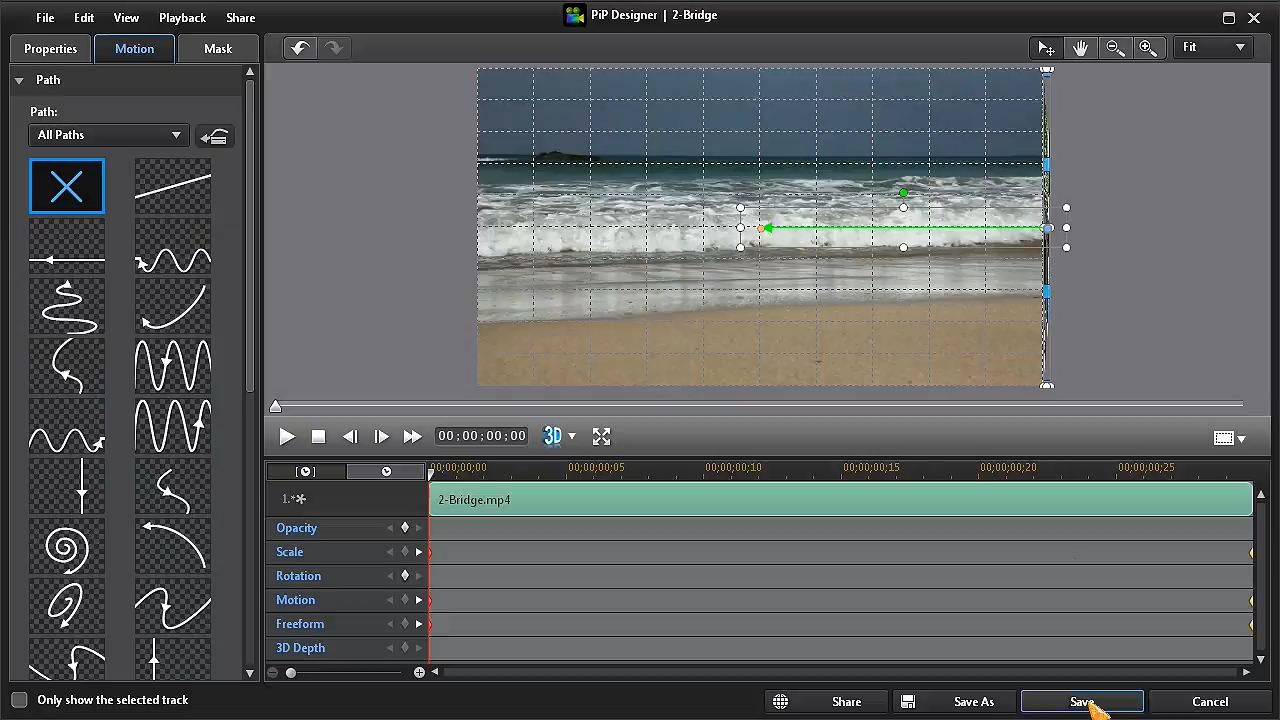 File Edit View Playback Share
PiP Designer | 2-Bridge
Properties Motion Mask
Fit
Path
Path:
All Paths
00;00;00;00
3D
00;00;00;00 00;00;00;05 00;00;00;10 00;00;00;15 00;00;00;20 00;00;00;25
1.
2-Bridge.mp4
Opacity
Scale
Rotation
Motion
Freeform
3D Depth
Only show the selected track
Share Save As Save Cancel